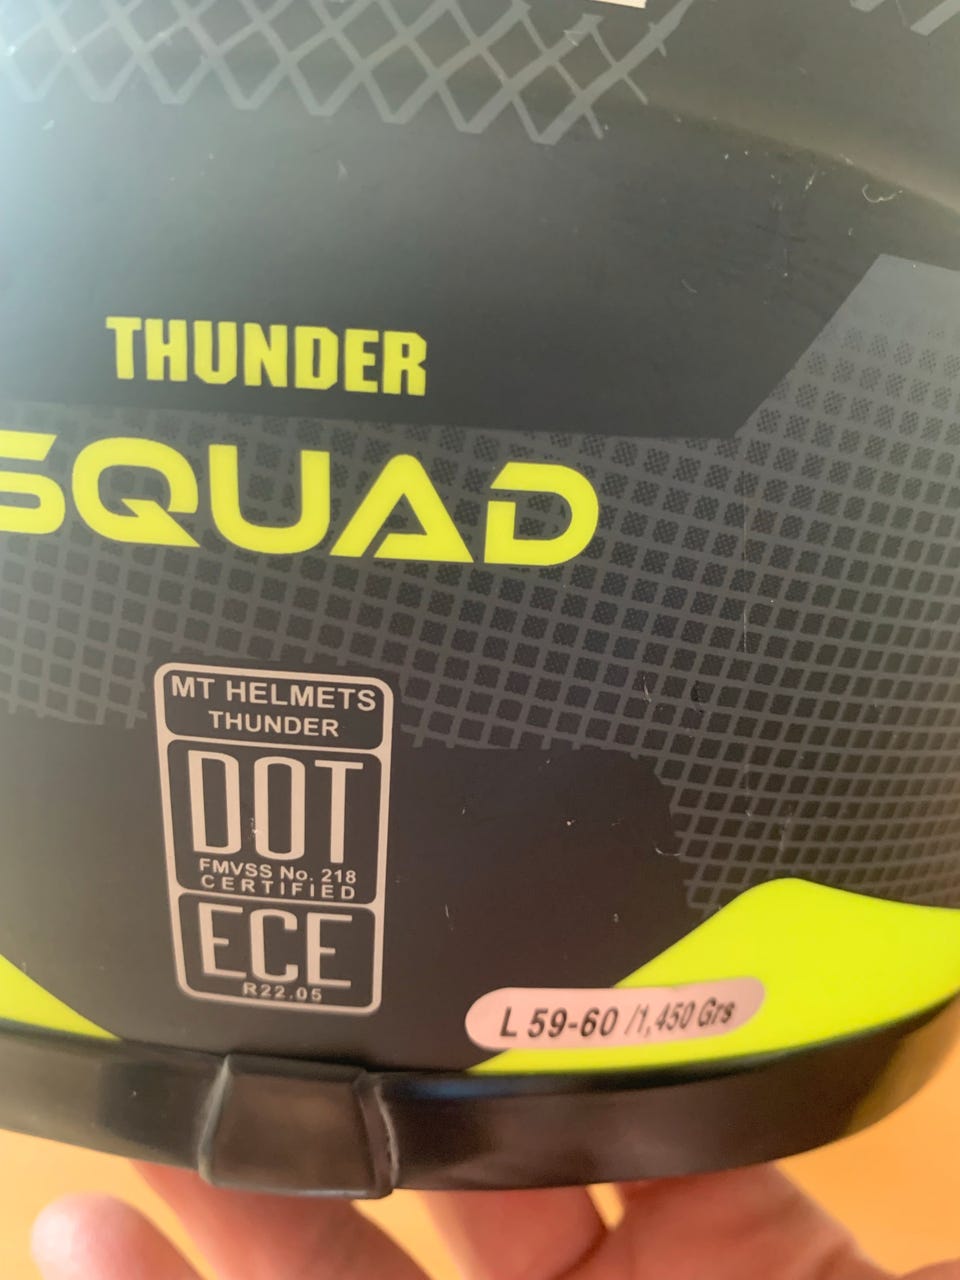 THUNDER
SQUAD
MT HELMETS
THUNDER
DOT
FMVSS No. 218
CERTIFIED
ECE
R22.05
L 59-60 /1,450 Grs